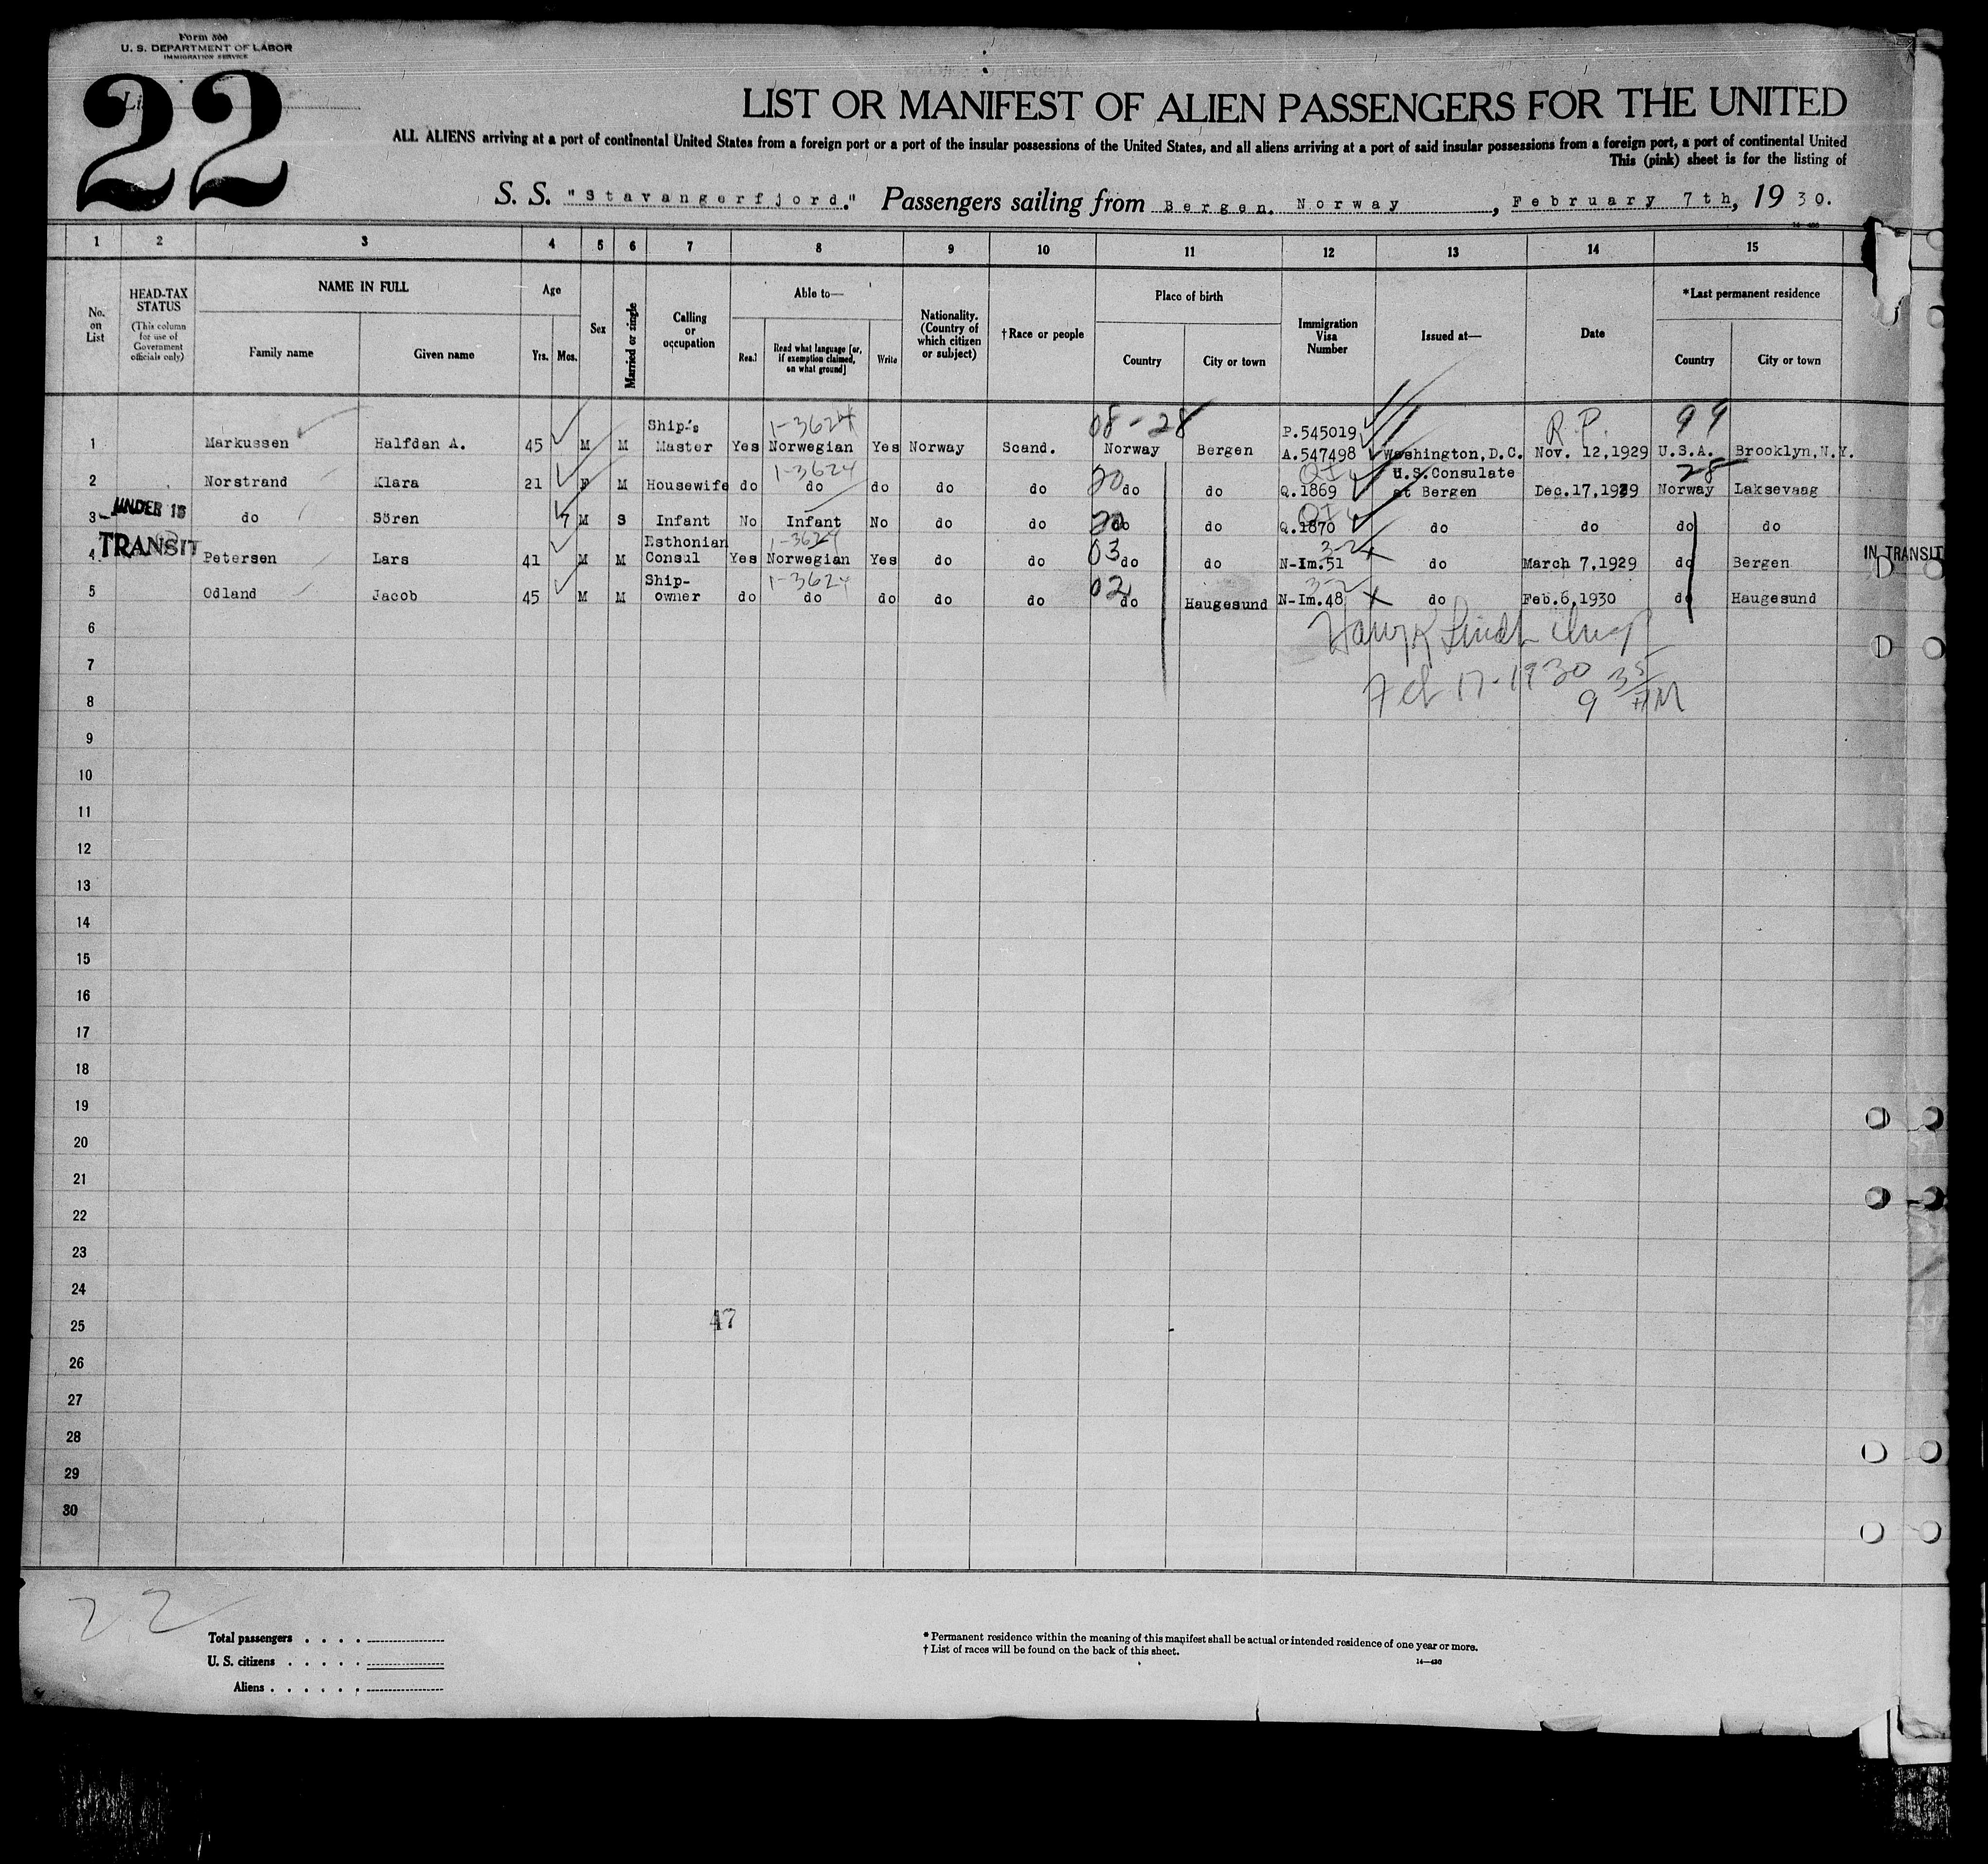 Form 500
U. S. DEPARTMENT OF LABOR
IMMIGRATION SERVICE
22
LIST OR MANIFEST OF ALIEN PASSENGERS FOR THE UNITED
ALL ALIENS arriving at a port of continental United States from a foreign port or a port of the insular possessions of the United States, and all aliens arriving at a port of said insular possessions from a foreign port, a port of continental United
This (pink) sheet is for the listing of
S. S. "Stavangerfjord." Passengers sailing from Bergen, Norway, February 7th, 1930.
1 2 3 4 5 6 7 8 9 10 11 12 13 14 15
No. on List
HEAD-TAX STATUS (This column for use of Government officials only)
NAME IN FULL
Family name
Given name
Age
Yrs. Mos.
Sex
Married or single
Calling or occupation
Able to—
Read
Read what language [or, if exemption claimed, on what ground]
Write
Nationality. (Country of which citizen or subject)
†Race or people
Place of birth
Country
City or town
Immigration Visa Number
Issued at—
Date
*Last permanent residence
Country
City or town
1-3624 08-28 R.P. 99
1 Markussen Halfdan A. 45 M M Ship's Master Yes Norwegian Yes Norway Scand. Norway Bergen P.545019 A.547498 Washington,D.C. Nov. 12,1929 U.S.A. Brooklyn,N.Y.
1-3624 20 QI 28
2 Norstrand Klara 21 F M Housewife do do do do do do do Q.1869 U.S.Consulate at Bergen Dec.17,1929 Norway Laksevaag
UNDER 16
20 QI
3 do Sören 7 M S Infant No Infant No do do do do Q.1870 do do do do
TRANSIT
1-3624 03 3-2
4 Petersen Lars 41 M M Esthonian Consul Yes Norwegian Yes do do do do N-Im.51 do March 7,1929 do Bergen
IN TRANSIT
1-3624 02 3-2
5 Odland Jacob 45 M M Ship-owner do do do do do do Haugesund N-Im.48 do Feb.6,1930 do Haugesund
6
7
Feb 17-1930 9 35 AM
8
9
10
11
12
13
14
15
16
17
18
19
20
21
22
23
24
25
47
26
27
28
29
30
22
Total passengers
U. S. citizens
Aliens
* Permanent residence within the meaning of this manifest shall be actual or intended residence of one year or more.
† List of races will be found on the back of this sheet.
14—430